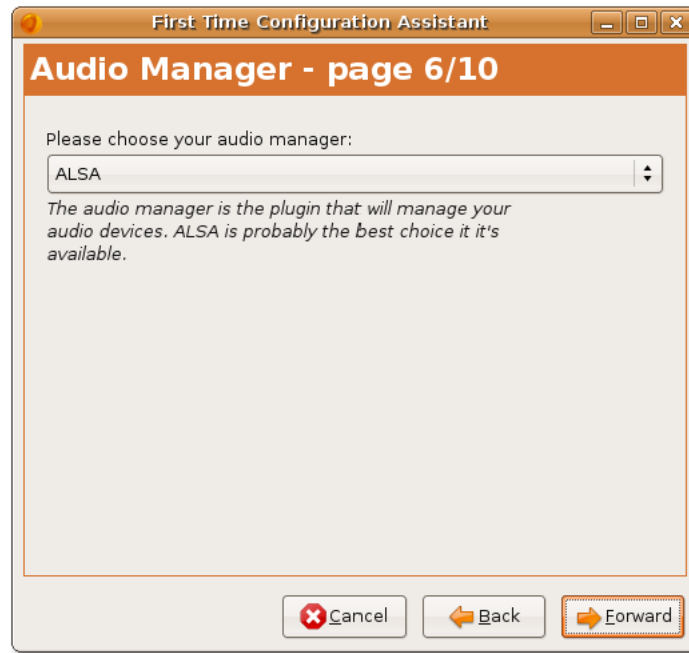 First Time Configuration Assistant
Audio Manager - page 6/10
Please choose your audio manager:
ALSA
The audio manager is the plugin that will manage your
audio devices. ALSA is probably the best choice it it's
available.
Cancel
Back
Forward